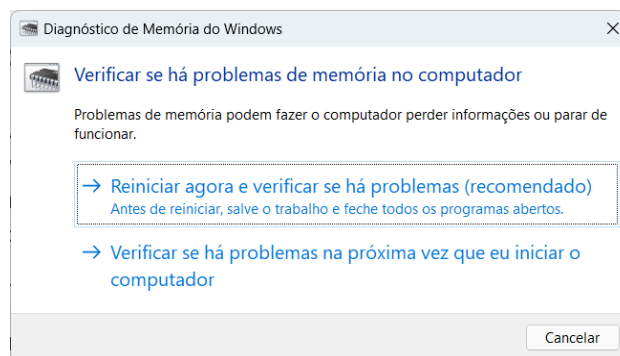 Diagnóstico de Memória do Windows
Verificar se há problemas de memória no computador
Problemas de memória podem fazer o computador perder informações ou parar de
funcionar.
Reiniciar agora e verificar se há problemas (recomendado)
Antes de reiniciar, salve o trabalho e feche todos os programas abertos.
Verificar se há problemas na próxima vez que eu iniciar o
computador
Cancelar